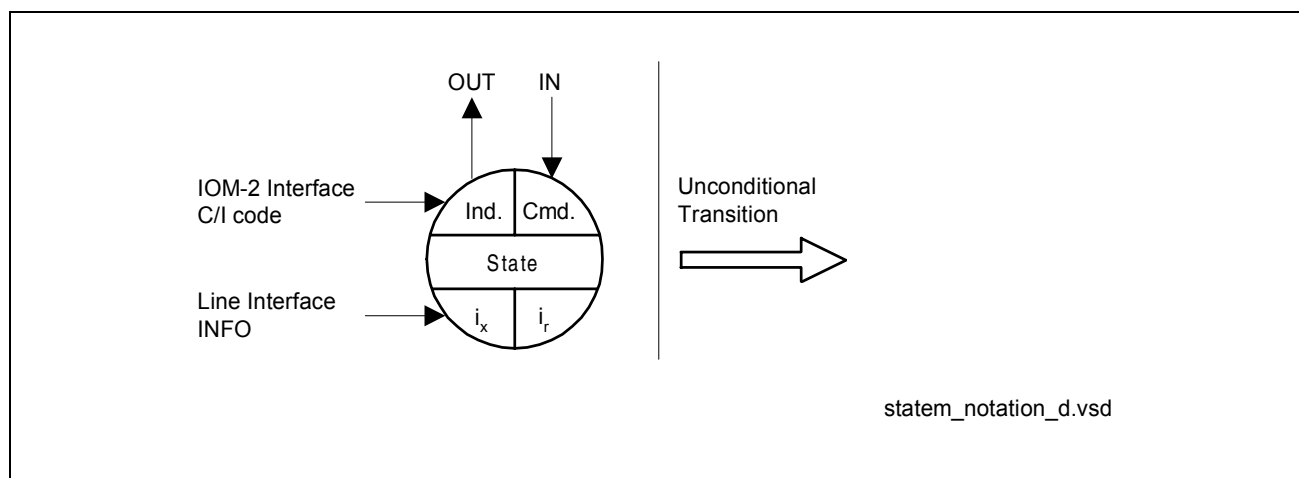 OUT IN
IOM-2 Interface
C/I code
Ind. Cmd.
State
Line Interface
INFO
ix ir
Unconditional
Transition
statem_notation_d.vsd